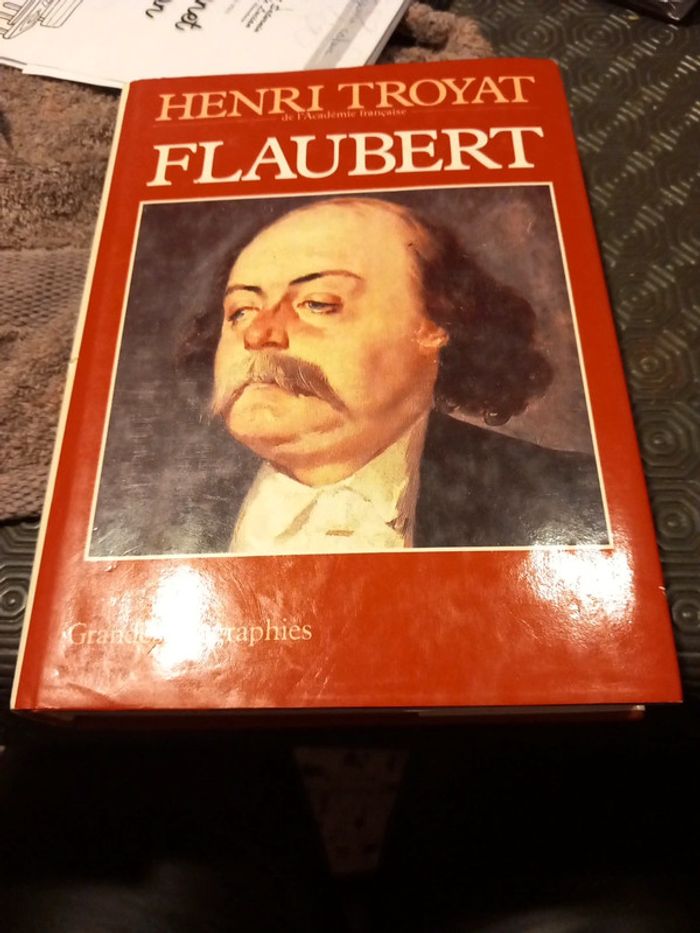 HENRI TROYAT
de l'Académie française
FLAUBERT